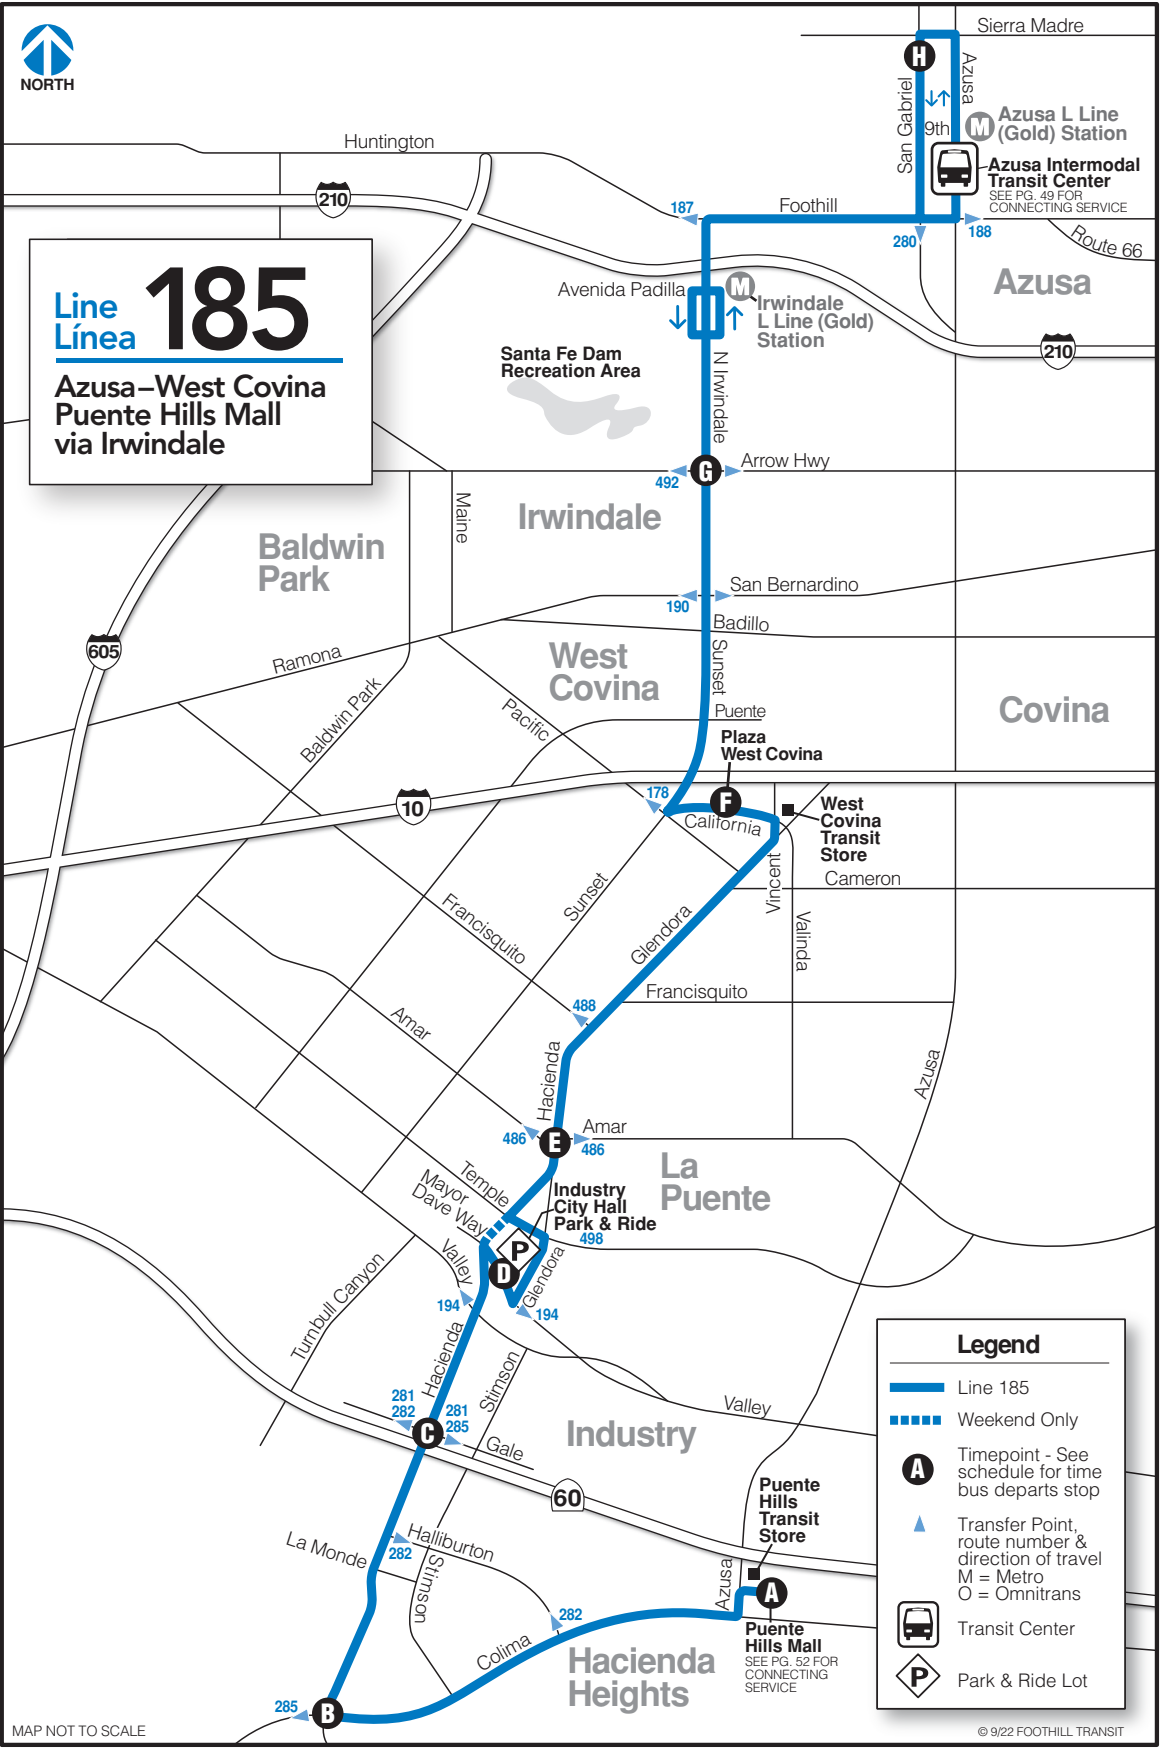 NORTH
Sierra Madre
H
San Gabriel
Azusa
9th
M
Azusa L Line
(Gold) Station
Azusa Intermodal
Transit Center
SEE PG. 49 FOR
CONNECTING SERVICE
Huntington
210
187
Foothill
280
188
Route 66
Azusa
Line
Línea
185
Azusa–West Covina
Puente Hills Mall
via Irwindale
Avenida Padilla
M
Irwindale
L Line (Gold)
Station
210
Santa Fe Dam
Recreation Area
N Irwindale
G
Arrow Hwy
492
Maine
Irwindale
Baldwin
Park
San Bernardino
190
Badillo
605
Ramona
West
Covina
Sunset
Covina
Baldwin Park
Pacific
Puente
Plaza
West Covina
10
178
F
California
West
Covina
Transit
Store
Vincent
Cameron
Sunset
Francisquito
Glendora
Valinda
Francisquito
488
Amar
Hacienda
Azusa
486
E
Amar
486
La
Puente
Temple
Mayor
Dave Way
Industry
City Hall
Park & Ride
498
P
D
Valley
Glendora
194
194
Turnbull Canyon
Hacienda
Stimson
281
282
281
285
C
Gale
Valley
Industry
60
Puente
Hills
Transit
Store
La Monde
Halliburton
282
Stimson
Azusa
A
282
Puente
Hills Mall
SEE PG. 52 FOR
CONNECTING
SERVICE
Colima
Hacienda
Heights
285
B
MAP NOT TO SCALE
Legend
Line 185
Weekend Only
A
Timepoint - See
schedule for time
bus departs stop
Transfer Point,
route number &
direction of travel
M = Metro
O = Omnitrans
Transit Center
P
Park & Ride Lot
© 9/22 FOOTHILL TRANSIT